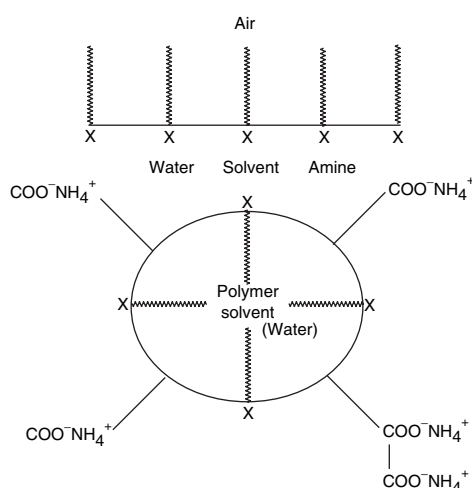 Air
X X X X X
Water Solvent Amine
COO⁻NH₄⁺ COO⁻NH₄⁺
X
Polymer
X solvent X
(Water)
X
COO⁻NH₄⁺ COO⁻NH₄⁺
COO⁻NH₄⁺